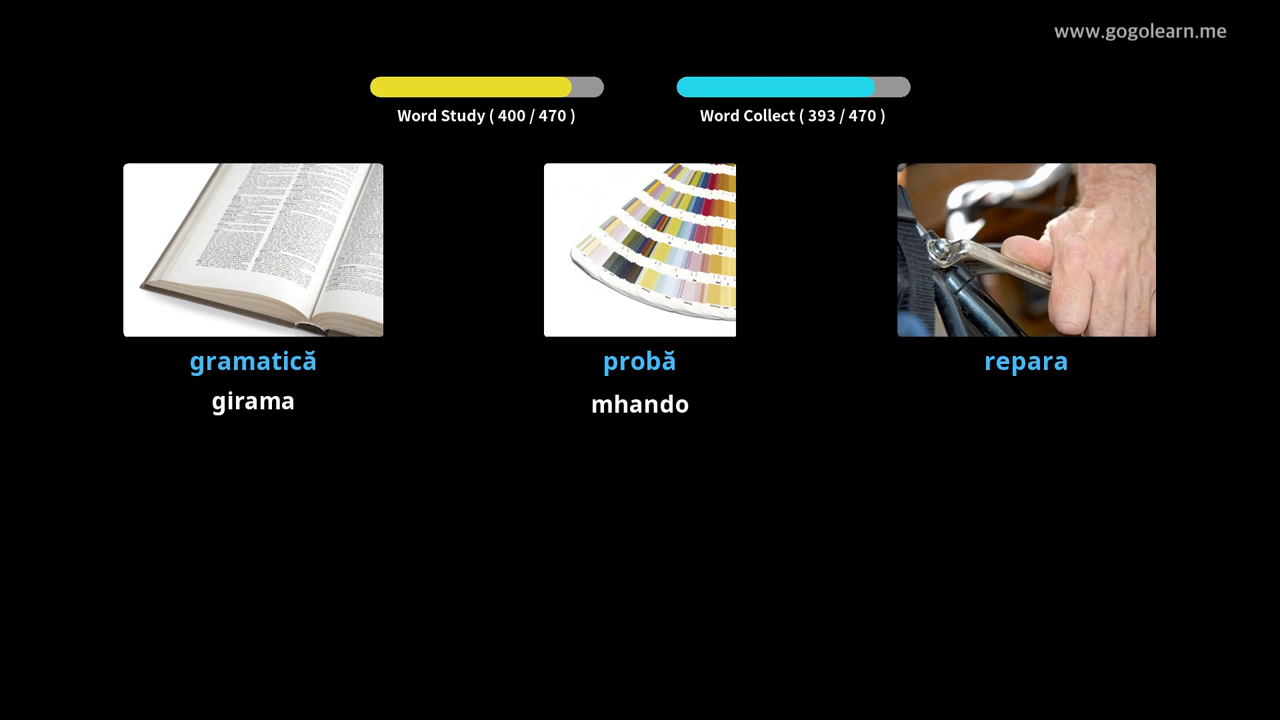 www.gogolearn.me
Word Study ( 400 / 470 )
Word Collect ( 393 / 470 )
gramatică
probă
repara
girama
mhando